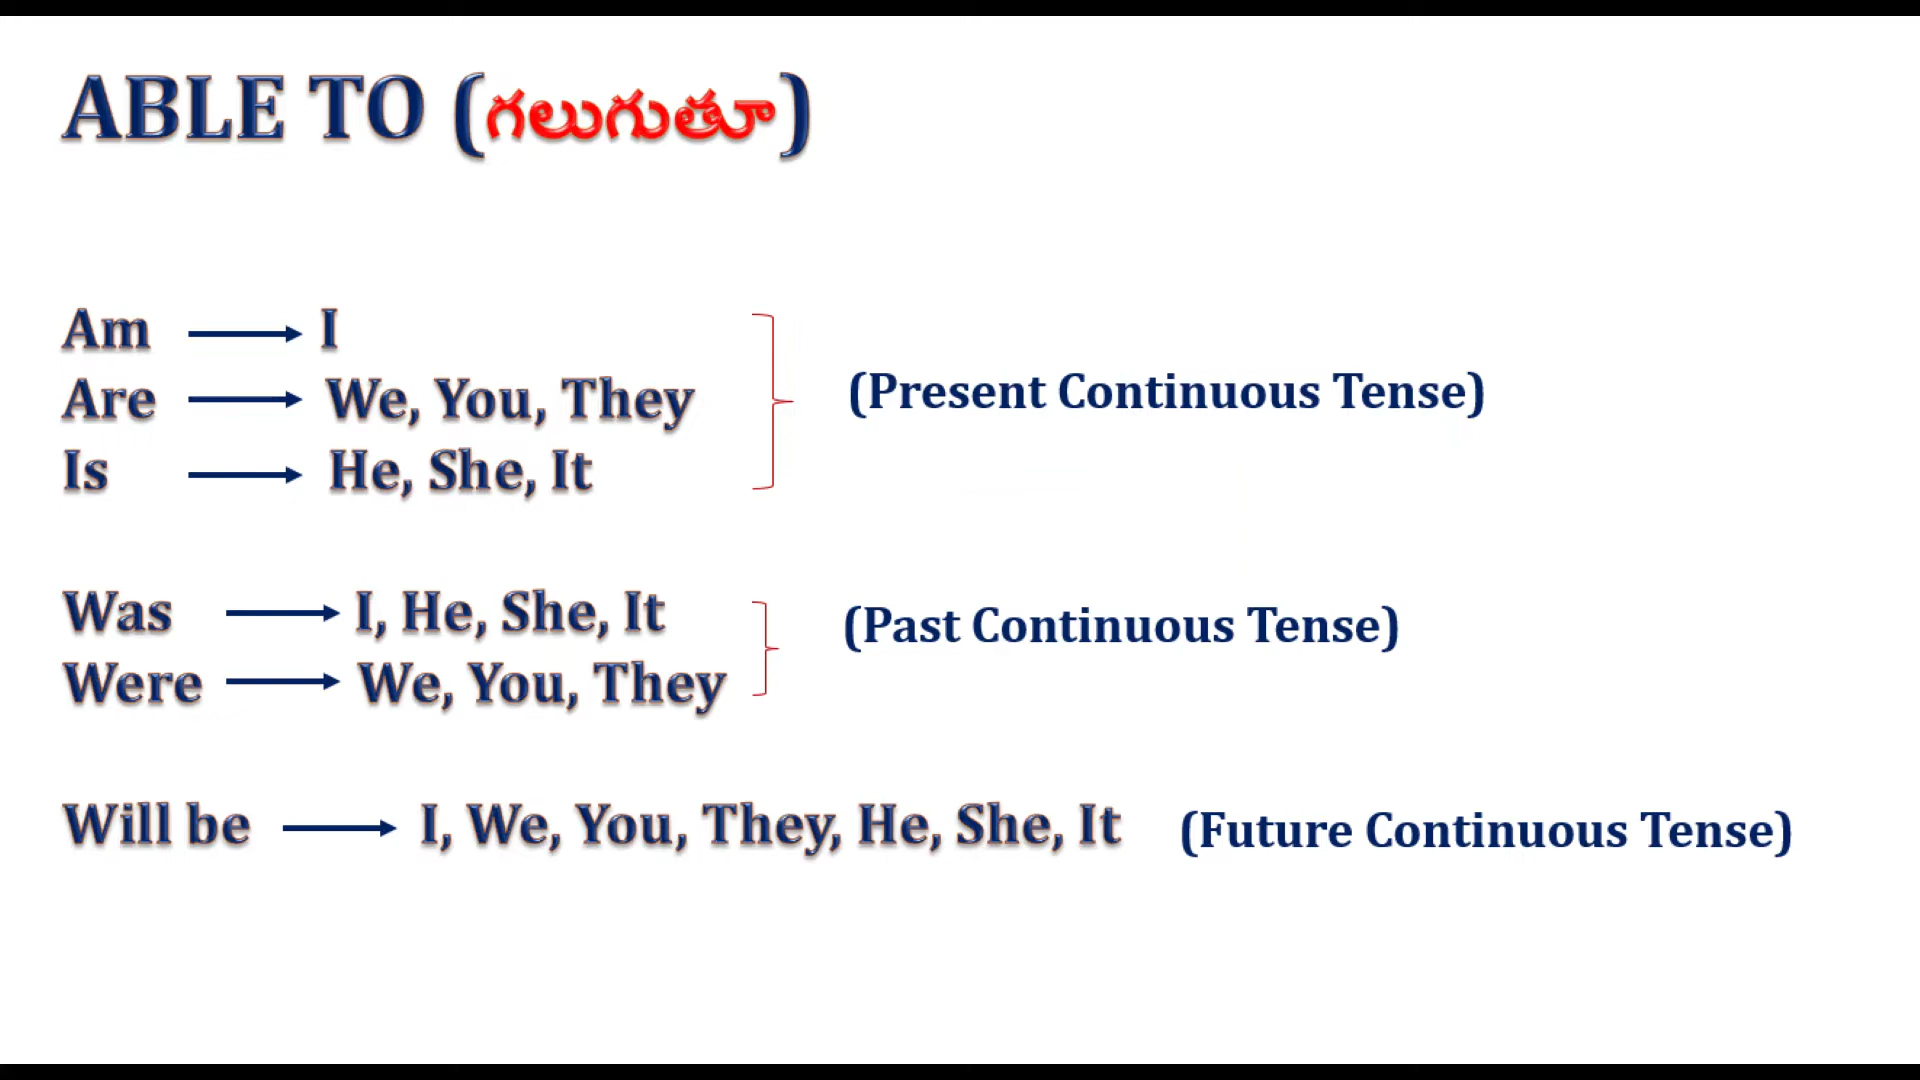 ABLE TO (గలుగుతూ)
Am → I
Are → We, You, They
Is → He, She, It
(Present Continuous Tense)
Was → I, He, She, It
Were → We, You, They
(Past Continuous Tense)
Will be → I, We, You, They, He, She, It (Future Continuous Tense)